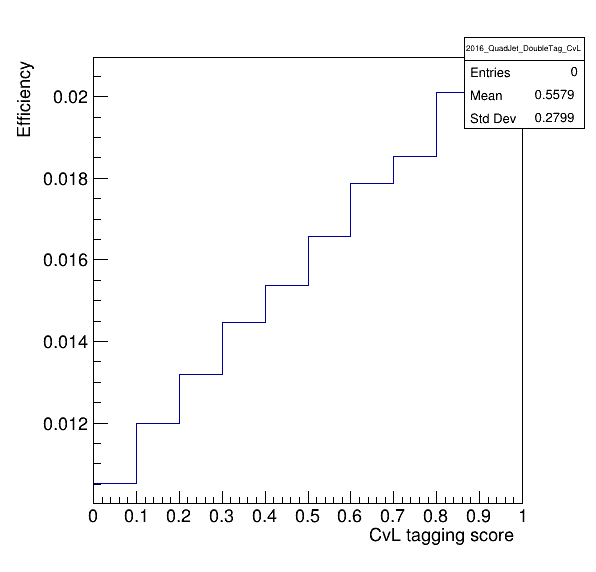 2016_QuadJet_DoubleTag_CvL
Entries 0
Mean 0.5579
Std Dev 0.2799
Efficiency
0.02
0.018
0.016
0.014
0.012
0 0.1 0.2 0.3 0.4 0.5 0.6 0.7 0.8 0.9 1
CvL tagging score